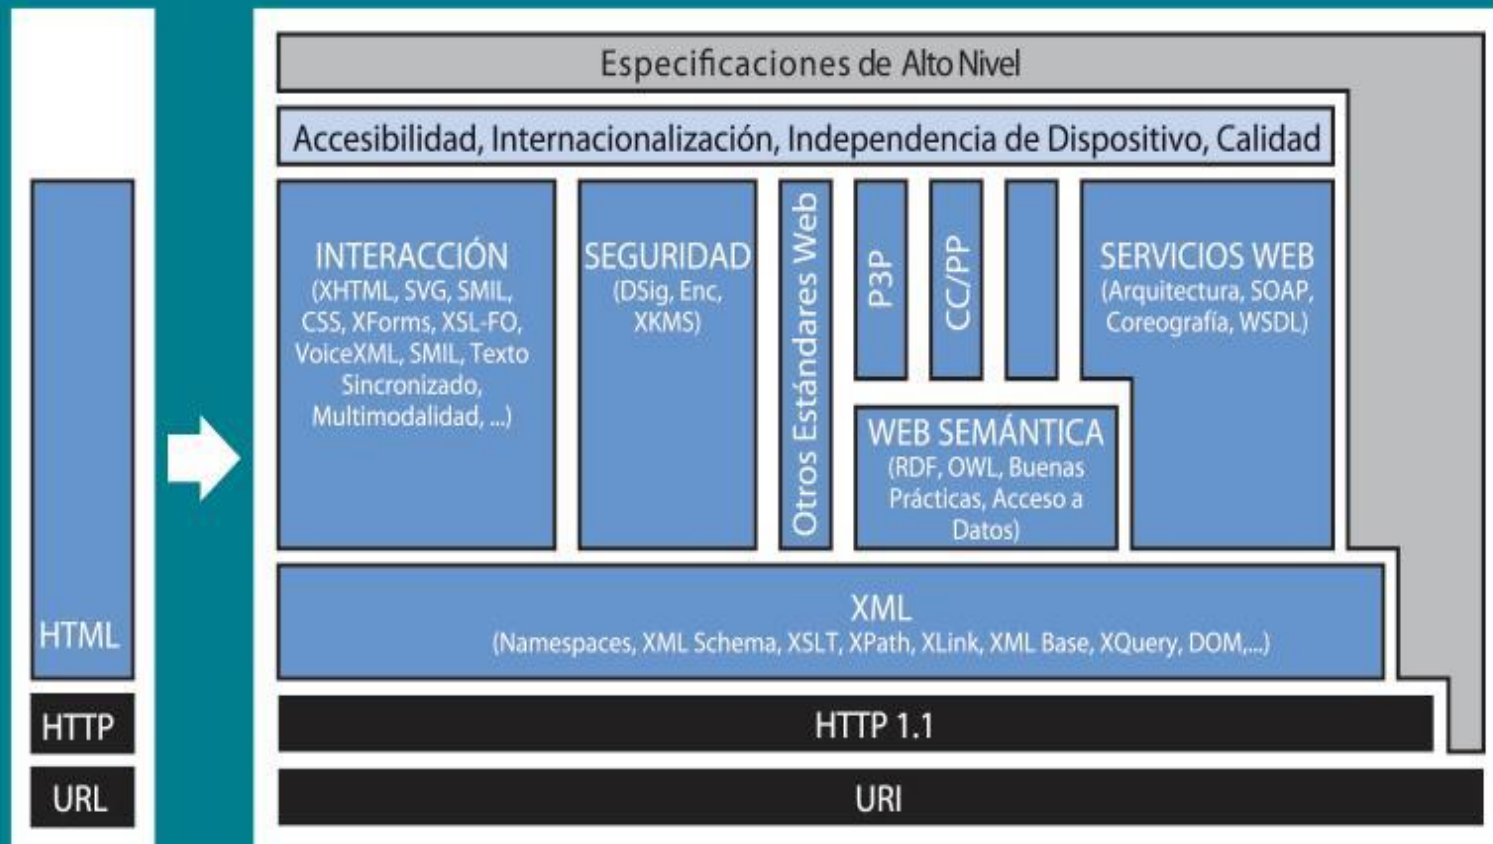 HTML
HTTP
URL
Especificaciones de Alto Nivel
Accesibilidad, Internacionalización, Independencia de Dispositivo, Calidad
INTERACCIÓN
(XHTML, SVG, SMIL,
CSS, XForms, XSL-FO,
VoiceXML, SMIL, Texto
Sincronizado,
Multimodalidad, ...)
SEGURIDAD
(DSig, Enc,
XKMS)
Otros Estándares Web
P3P
CC/PP
SERVICIOS WEB
(Arquitectura, SOAP,
Coreografía, WSDL)
WEB SEMÁNTICA
(RDF, OWL, Buenas
Prácticas, Acceso a
Datos)
XML
(Namespaces, XML Schema, XSLT, XPath, XLink, XML Base, XQuery, DOM,...)
HTTP 1.1
URI